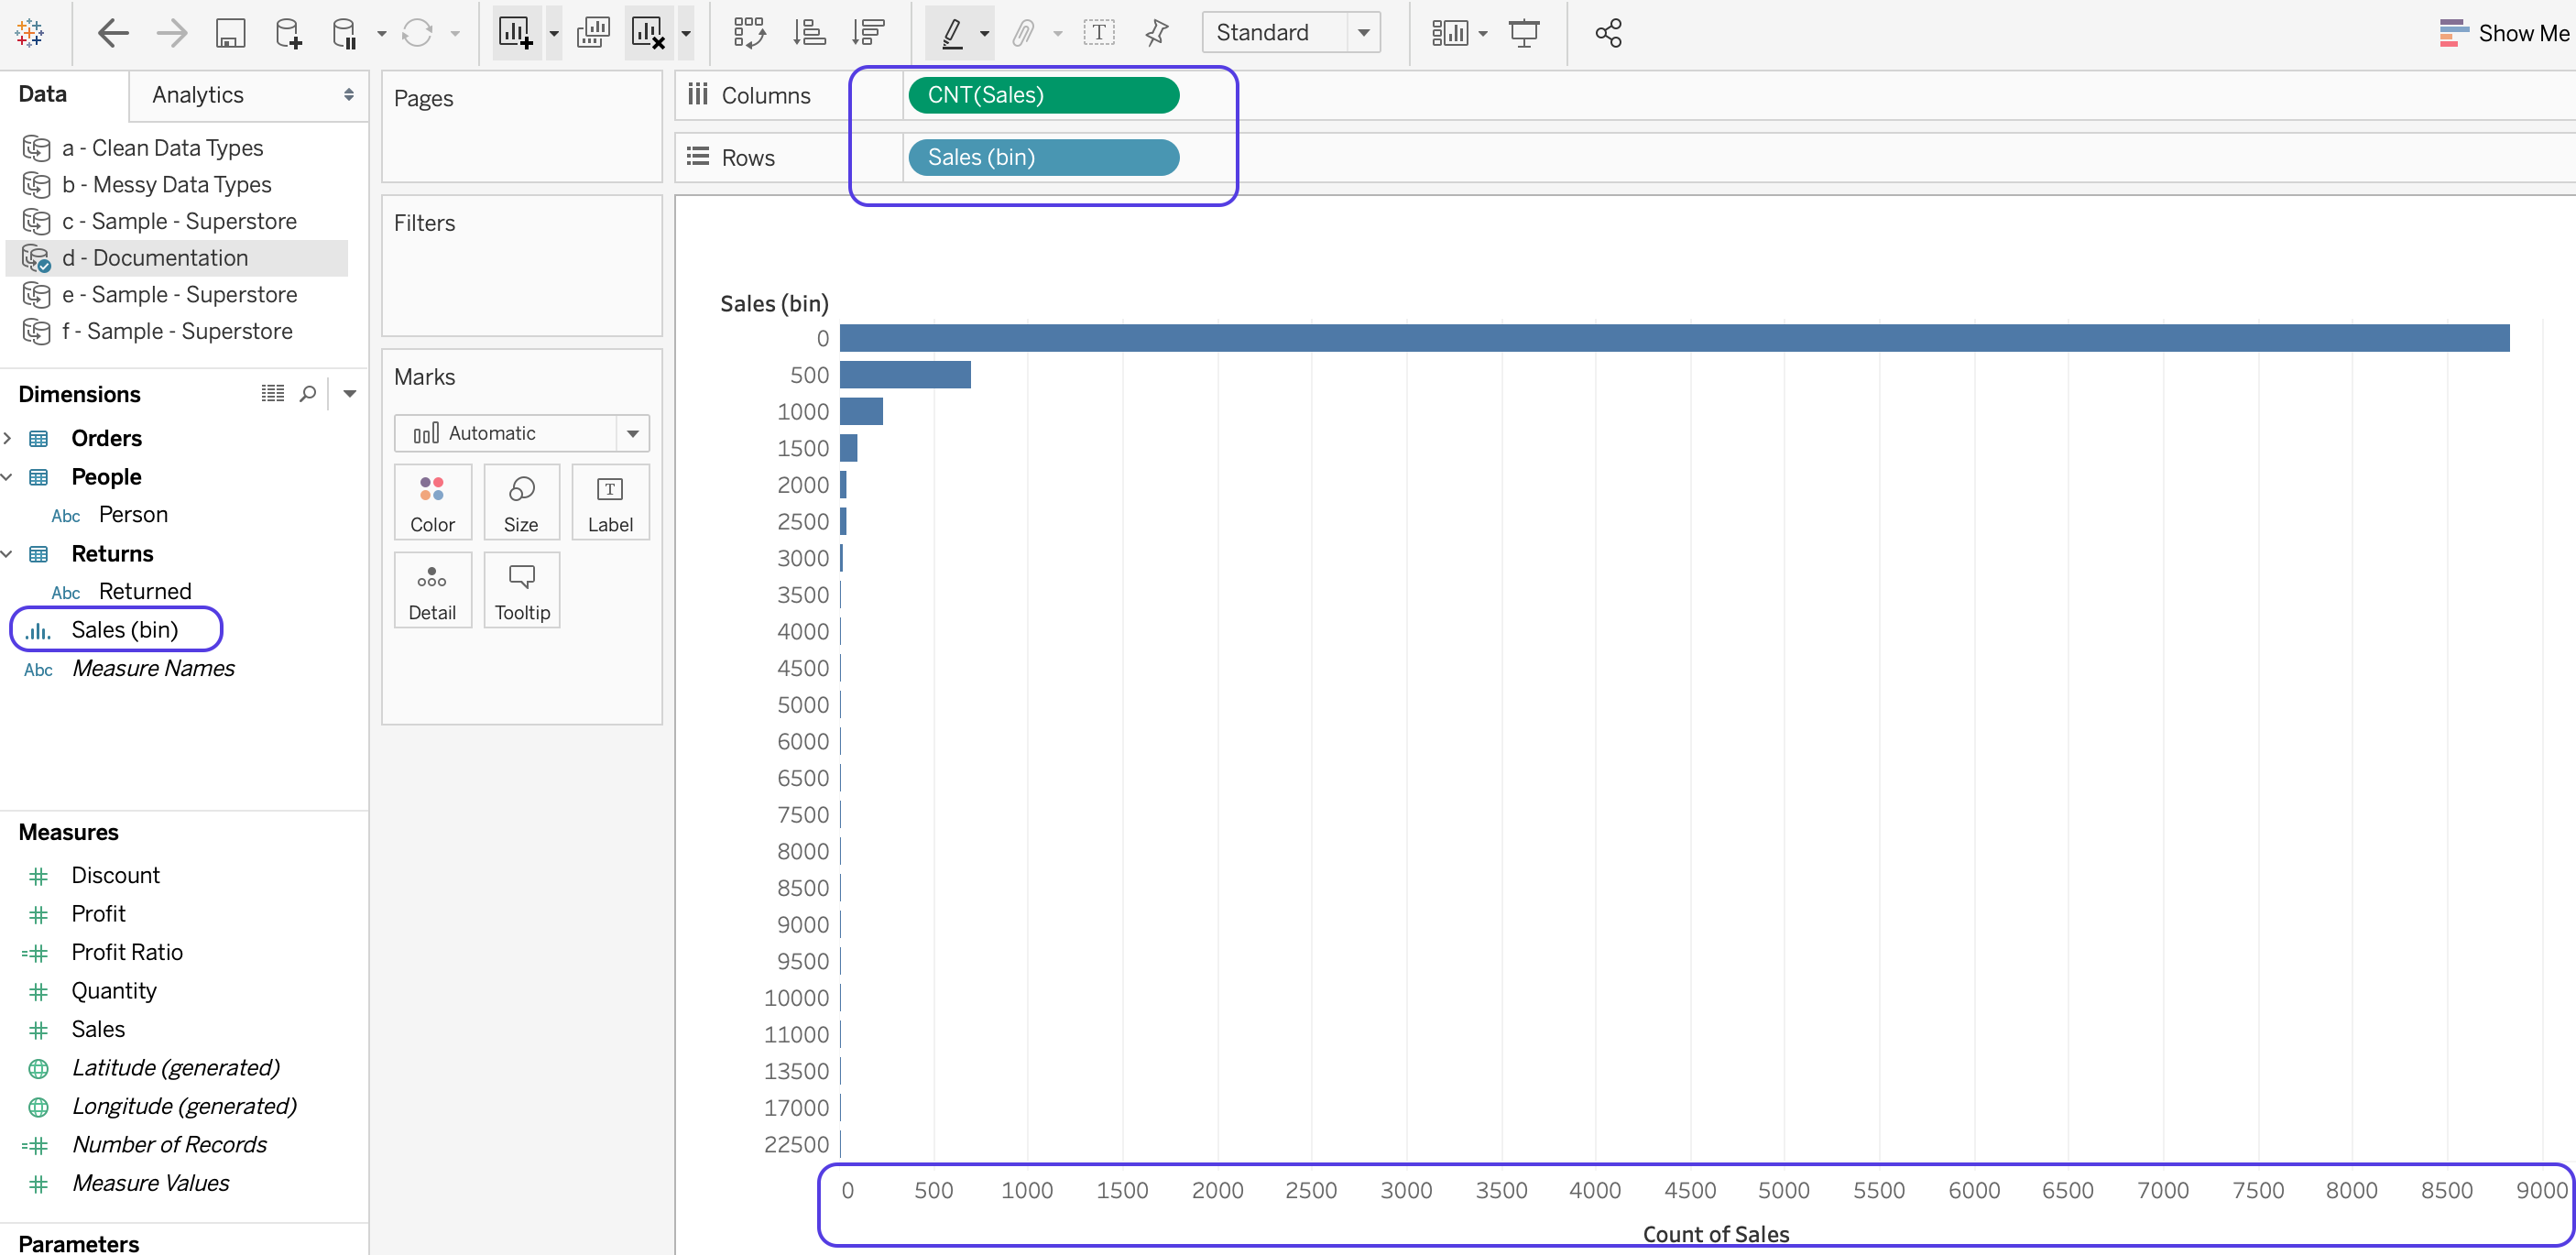 Standard
Show Me
Data
Analytics
a - Clean Data Types
b - Messy Data Types
c - Sample - Superstore
d - Documentation
e - Sample - Superstore
f - Sample - Superstore
Dimensions
Orders
People
Abc Person
Returns
Abc Returned
Sales (bin)
Abc Measure Names
Measures
Discount
Profit
Profit Ratio
Quantity
Sales
Latitude (generated)
Longitude (generated)
Number of Records
Measure Values
Parameters
Pages
Filters
Marks
Automatic
Color
Size
Label
Detail
Tooltip
Columns
CNT(Sales)
Rows
Sales (bin)
Sales (bin)
0
500
1000
1500
2000
2500
3000
3500
4000
4500
5000
6000
6500
7500
8000
8500
9000
9500
10000
11000
13500
17000
22500
0 500 1000 1500 2000 2500 3000 3500 4000 4500 5000 5500 6000 6500 7000 7500 8000 8500 9000
Count of Sales